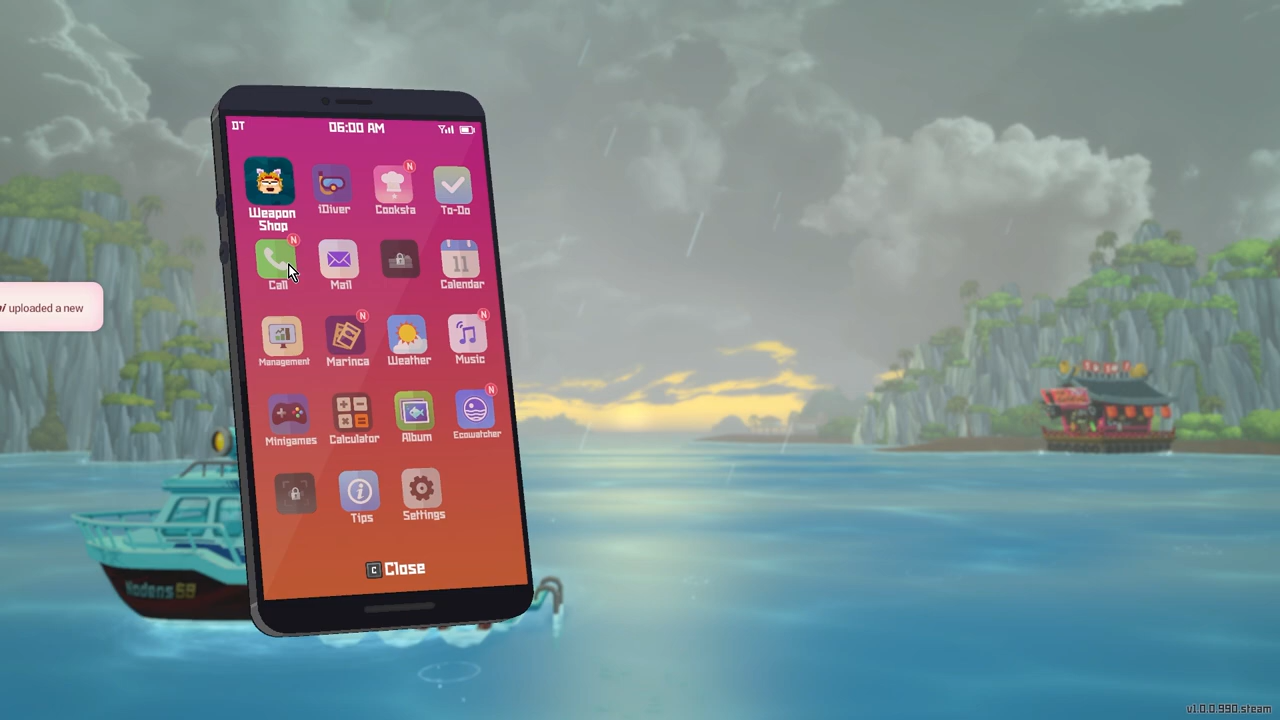 DT
06:00 AM
N
Weapon
Shop
iDiver
Cooksta
To-Do
N
11
Call
Mail
Calendar
uploaded a new
N
N
Management
Marinca
Weather
Music
N
Minigames
Calculator
Album
Ecowatcher
Tips
Settings
C Close
v1.0.0.990.steam